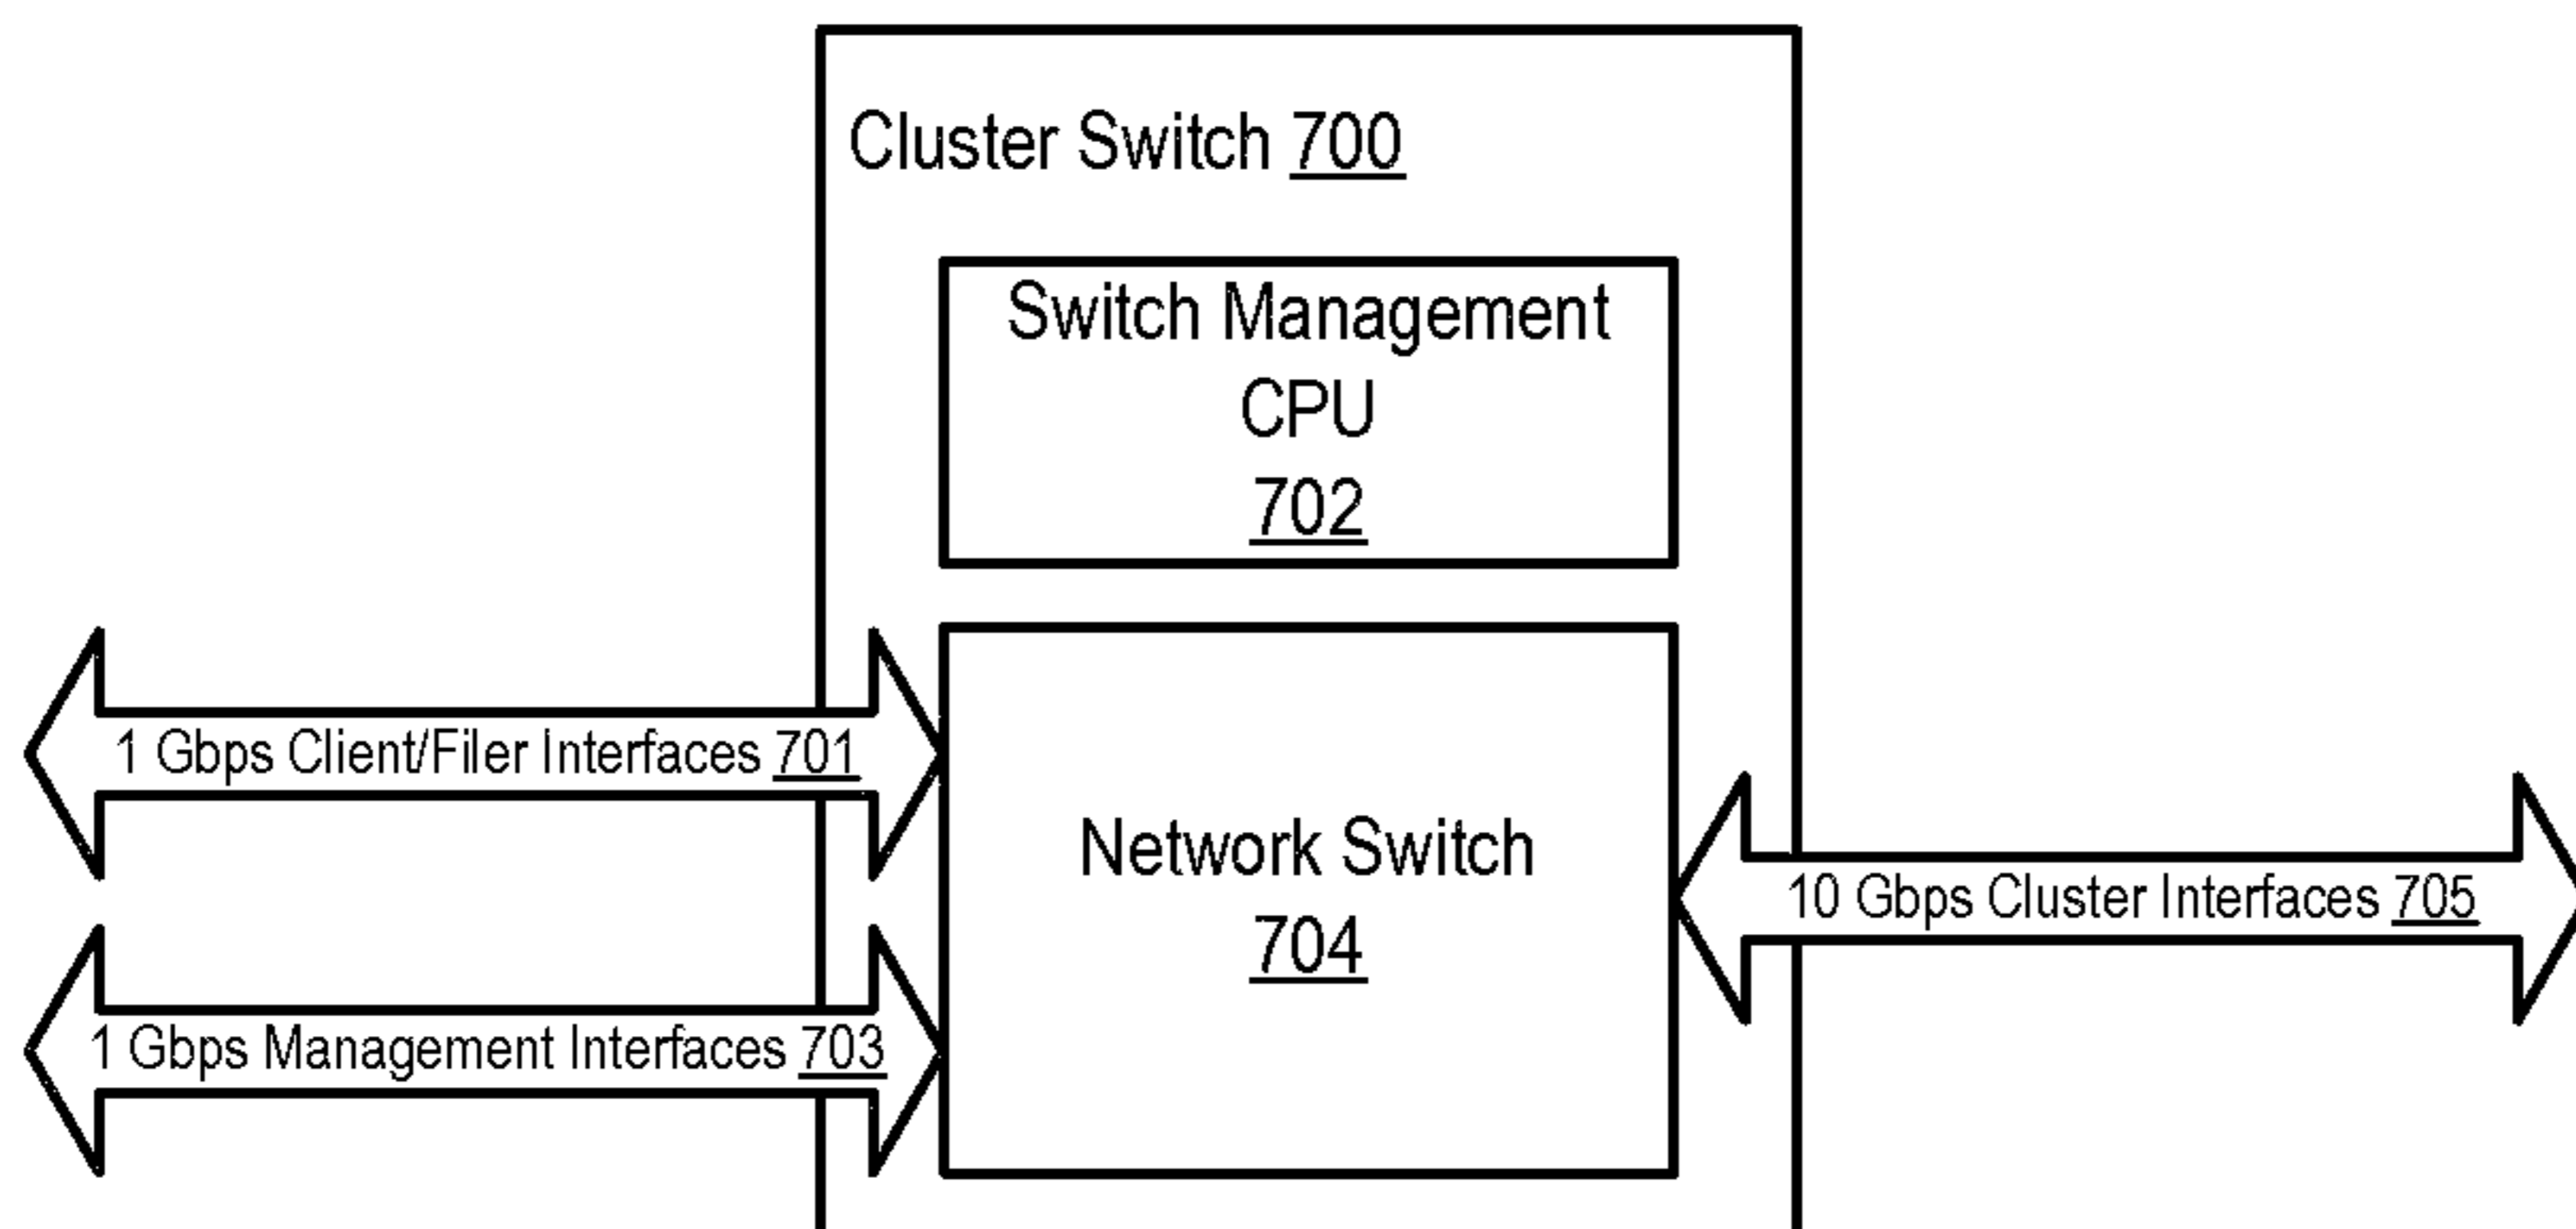 Cluster Switch 700
Switch Management
CPU
702
1 Gbps Client/Filer Interfaces 701
Network Switch
704
10 Gbps Cluster Interfaces 705
1 Gbps Management Interfaces 703